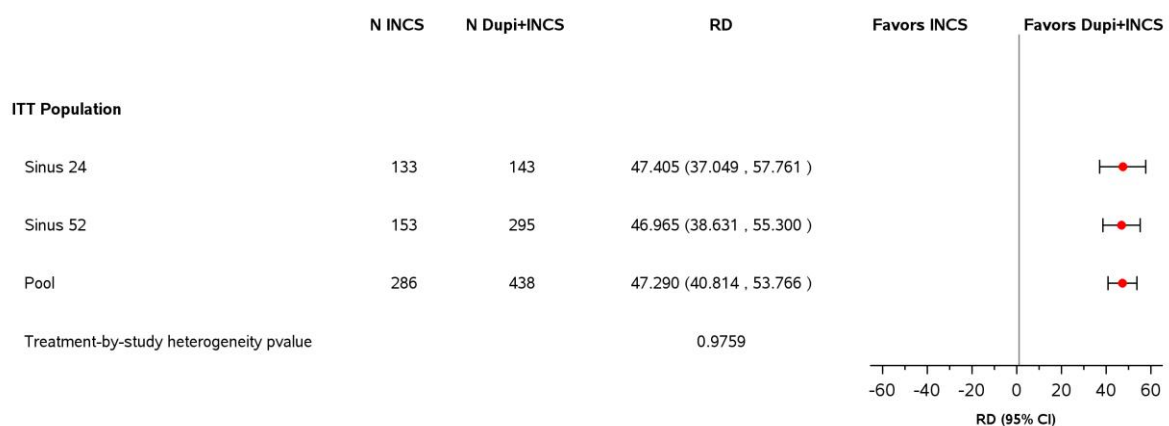 N INCS N Dupi+INCS RD Favors INCS Favors Dupi+INCS
ITT Population
Sinus 24 133 143 47.405 (37.049 , 57.761 )
Sinus 52 153 295 46.965 (38.631 , 55.300 )
Pool 286 438 47.290 (40.814 , 53.766 )
Treatment-by-study heterogeneity pvalue 0.9759
-60 -40 -20 0 20 40 60
RD (95% CI)